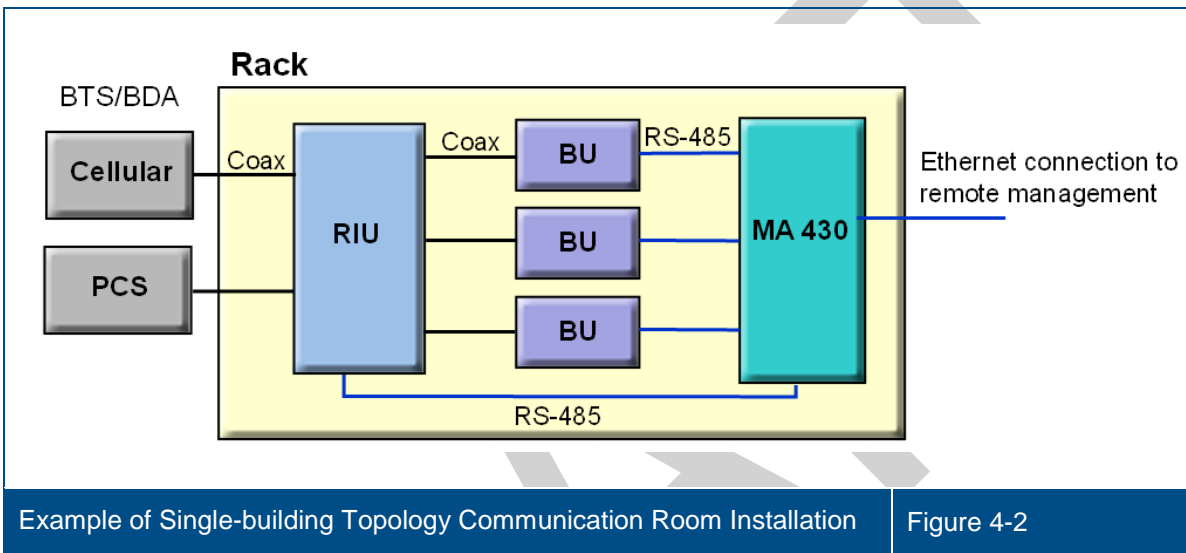 Rack
BTS/BDA
Cellular
Coax
Coax
RS-485
BU
Ethernet connection to
remote management
RIU
BU
MA 430
PCS
BU
RS-485
Example of Single-building Topology Communication Room Installation
Figure 4-2